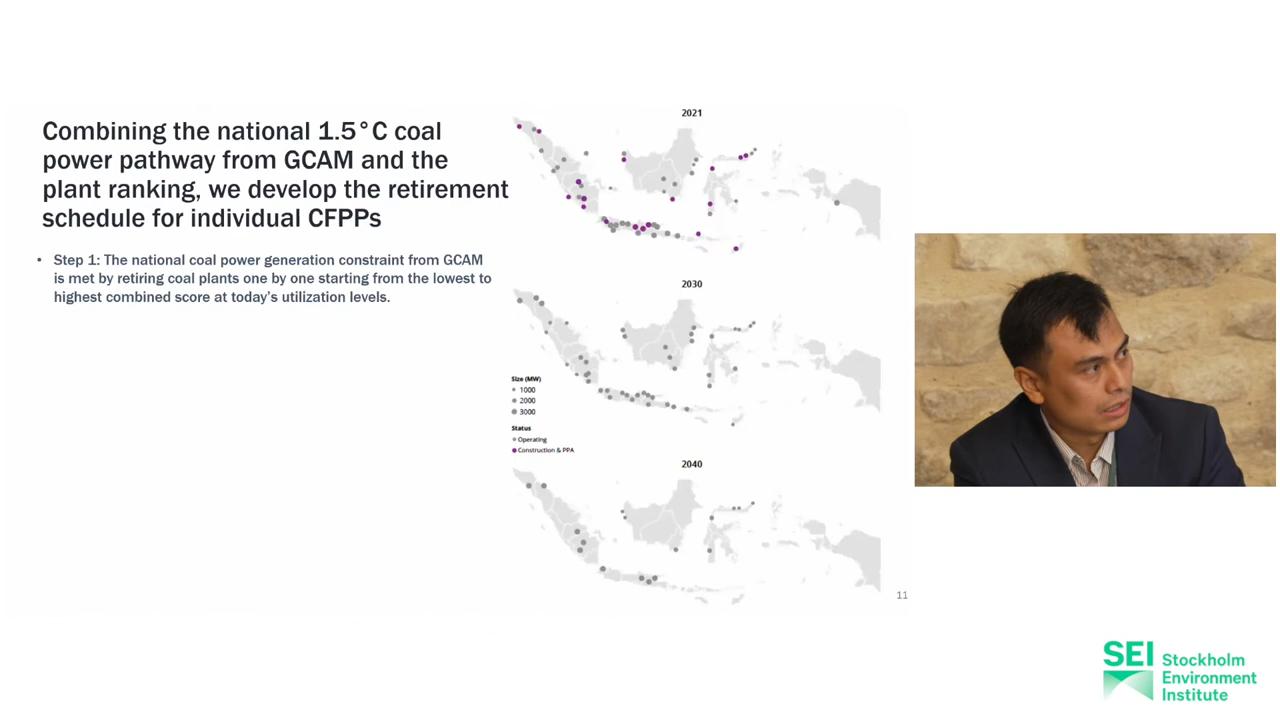 Combining the national 1.5°C coal
power pathway from GCAM and the
plant ranking, we develop the retirement
schedule for individual CFPPs
• Step 1: The national coal power generation constraint from GCAM
is met by retiring coal plants one by one starting from the lowest to
highest combined score at today's utilization levels.
2021
2030
Size (MW)
1000
2000
3000
Status
Operating
Construction & PPA
2040
11
SEI Stockholm
Environment
Institute